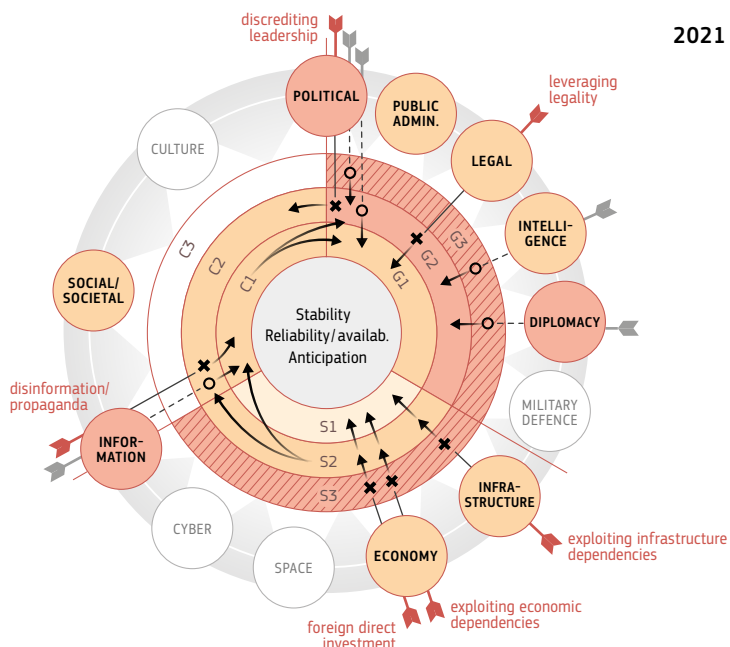 2021
discrediting
leadership
POLITICAL
PUBLIC
ADMIN.
leveraging
legality
LEGAL
CULTURE
INTELLI-
GENCE
C3
C2
C1
G3
G2
G1
SOCIAL/
SOCIETAL
Stability
Reliability/availab.
Anticipation
DIPLOMACY
disinformation/
propaganda
MILITARY
DEFENCE
INFOR-
MATION
S1
S2
S3
INFRA-
STRUCTURE
CYBER
SPACE
ECONOMY
exploiting infrastructure
dependencies
exploiting economic
dependencies
foreign direct
investment